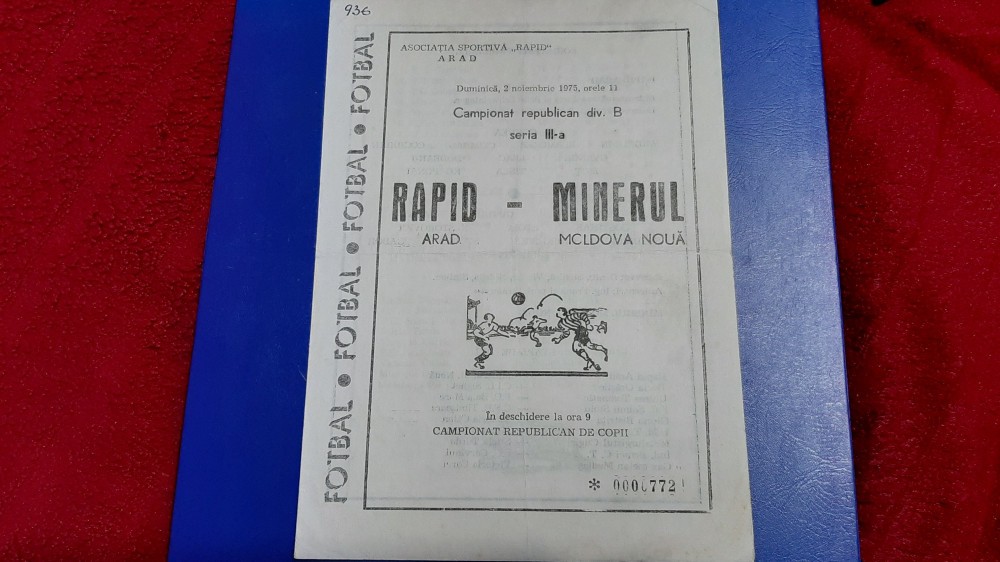 936
FOTBAL • FOTBAL • FOTBAL • FOTBAL
ASOCIAȚIA SPORTIVĂ „RAPID"
ARAD
Duminică, 2 noiembrie 1975, orele 11
Campionat republican div. B
seria III-a
RAPID – MINERUL
ARAD MOLDOVA NOUĂ
În deschidere la ora 9
CAMPIONAT REPUBLICAN DE COPII
* 0000772